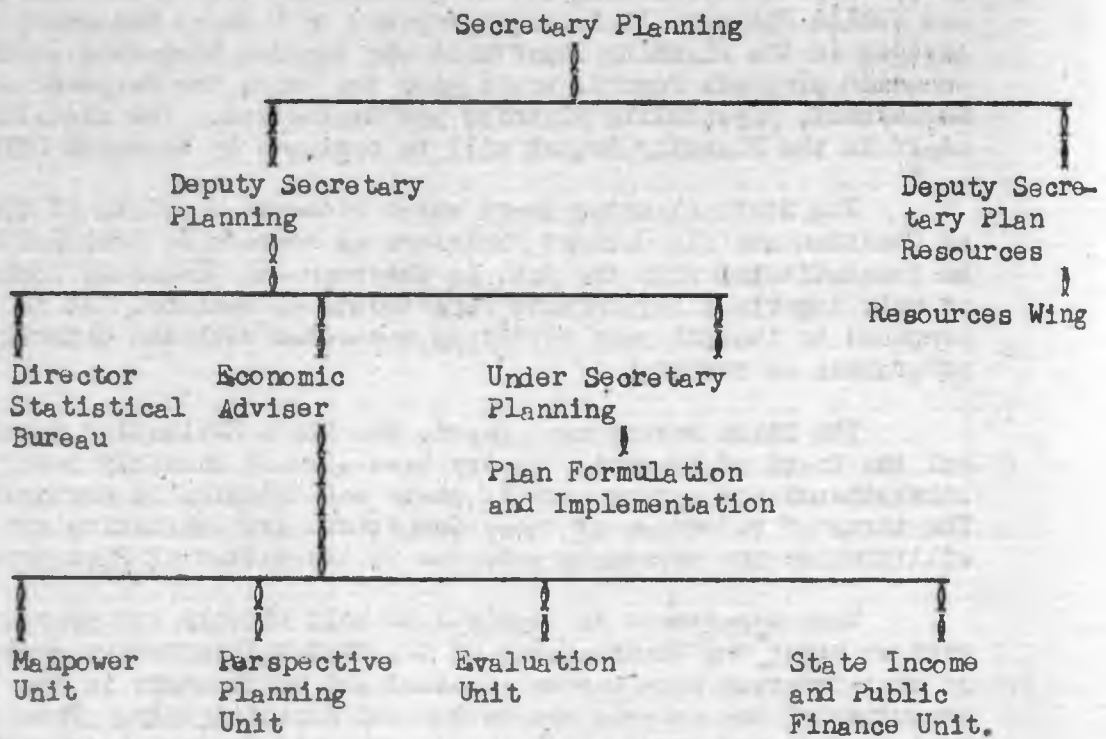 Secretary Planning
Deputy Secretary
Planning
Deputy Secre-
tary Plan
Resources
Resources Wing
Director
Statistical
Bureau
Economic
Adviser
Under Secretary
Planning
Plan Formulation
and Implementation
Manpower
Unit
Perspective
Planning
Unit
Evaluation
Unit
State Income
and Public
Finance Unit.